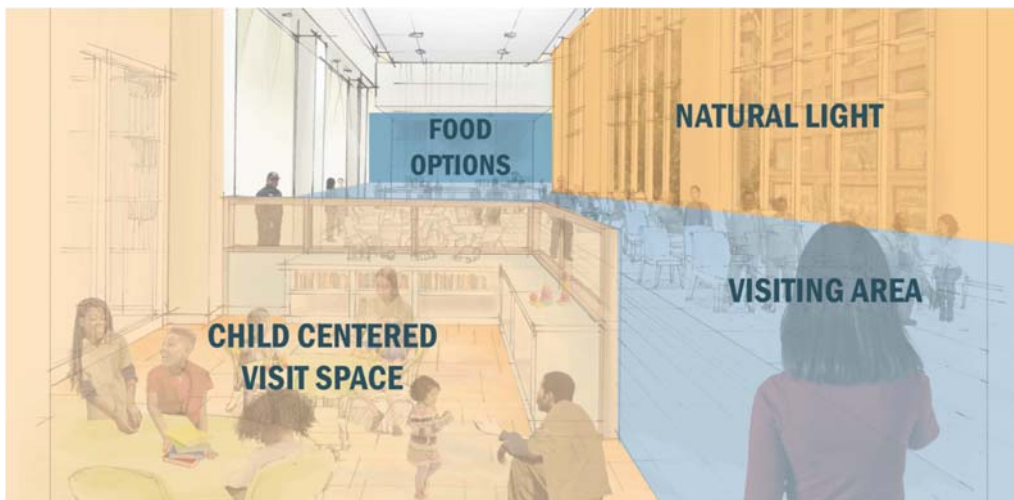 FOOD
OPTIONS
NATURAL LIGHT
VISITING AREA
CHILD CENTERED
VISIT SPACE